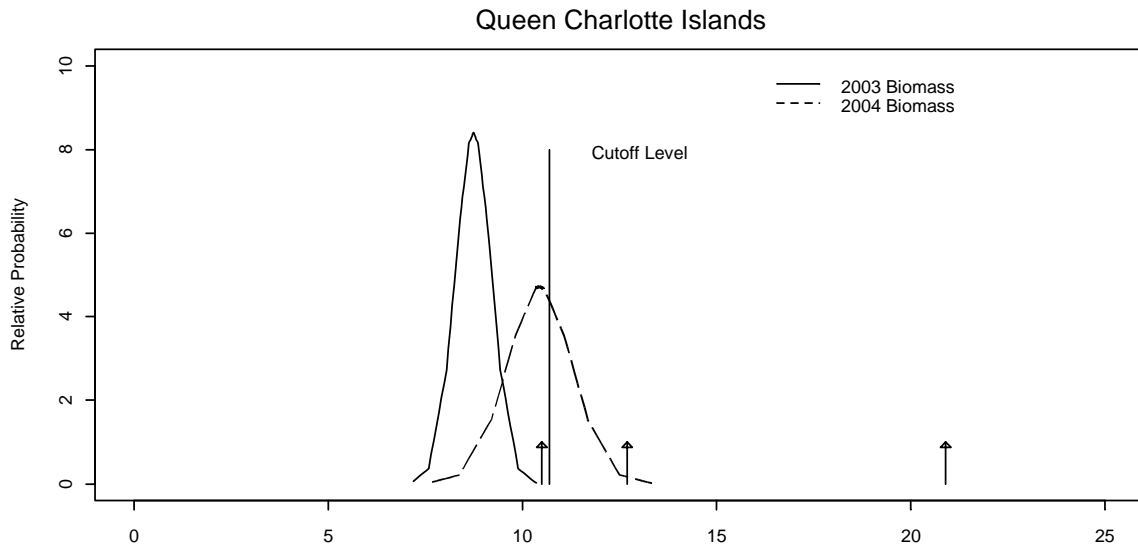 Queen Charlotte Islands
10
8
6
4
2
0
Relative Probability
2003 Biomass
2004 Biomass
Cutoff Level
0 5 10 15 20 25